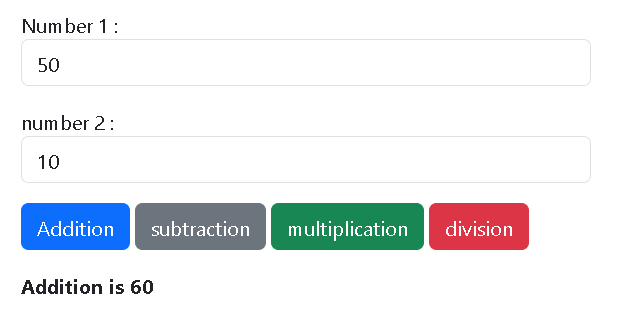 Number 1 :
50
number 2 :
10
Addition subtraction multiplication division
Addition is 60